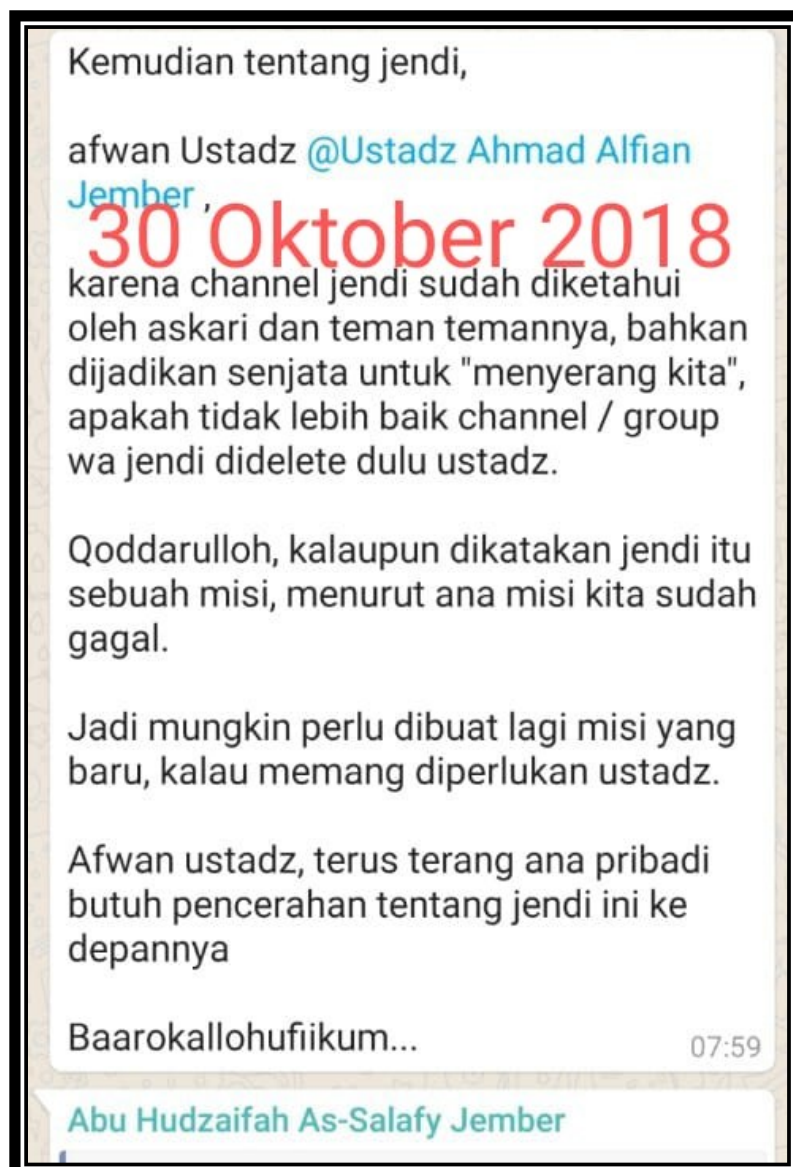 Kemudian tentang jendi,
afwan Ustadz @Ustadz Ahmad Alfian
Jember ,
30 Oktober 2018
karena channel jendi sudah diketahui
oleh askari dan teman temannya, bahkan
dijadikan senjata untuk "menyerang kita",
apakah tidak lebih baik channel / group
wa jendi didelete dulu ustadz.
Qoddarulloh, kalaupun dikatakan jendi itu
sebuah misi, menurut ana misi kita sudah
gagal.
Jadi mungkin perlu dibuat lagi misi yang
baru, kalau memang diperlukan ustadz.
Afwan ustadz, terus terang ana pribadi
butuh pencerahan tentang jendi ini ke
depannya
Baarokallohufiikum...
07:59
Abu Hudzaifah As-Salafy Jember